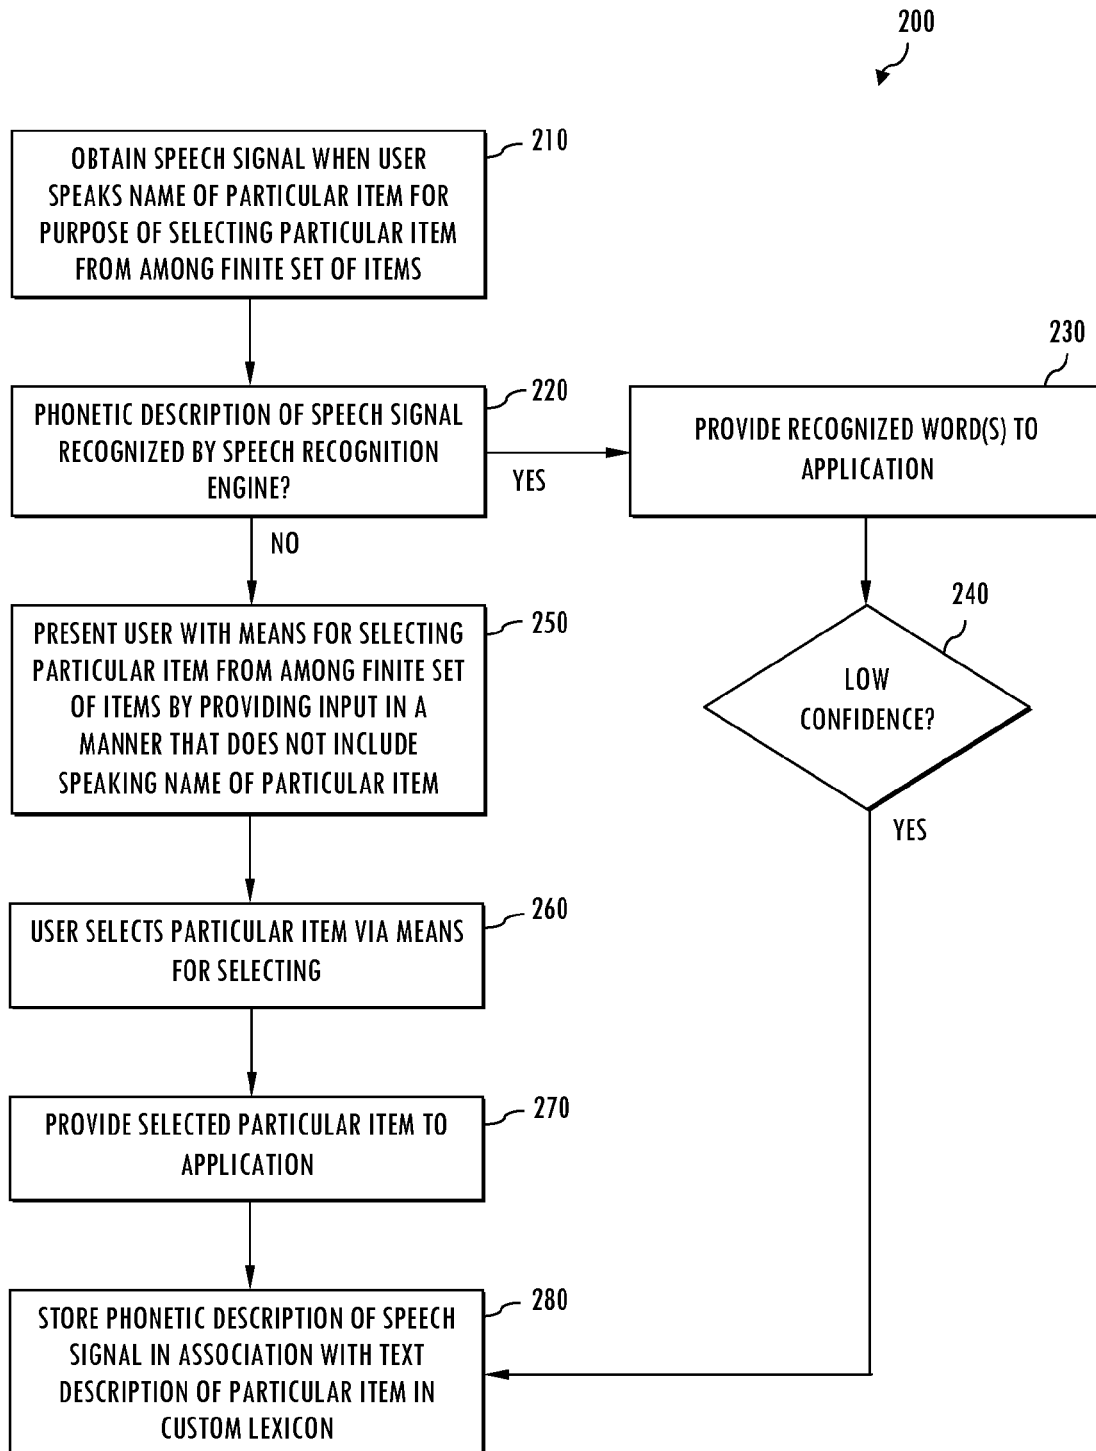 200
210
OBTAIN SPEECH SIGNAL WHEN USER
SPEAKS NAME OF PARTICULAR ITEM FOR
PURPOSE OF SELECTING PARTICULAR ITEM
FROM AMONG FINITE SET OF ITEMS
220
PHONETIC DESCRIPTION OF SPEECH SIGNAL
RECOGNIZED BY SPEECH RECOGNITION
ENGINE?
YES
NO
230
PROVIDE RECOGNIZED WORD(S) TO
APPLICATION
240
LOW
CONFIDENCE?
YES
250
PRESENT USER WITH MEANS FOR SELECTING
PARTICULAR ITEM FROM AMONG FINITE SET
OF ITEMS BY PROVIDING INPUT IN A
MANNER THAT DOES NOT INCLUDE
SPEAKING NAME OF PARTICULAR ITEM
260
USER SELECTS PARTICULAR ITEM VIA MEANS
FOR SELECTING
270
PROVIDE SELECTED PARTICULAR ITEM TO
APPLICATION
280
STORE PHONETIC DESCRIPTION OF SPEECH
SIGNAL IN ASSOCIATION WITH TEXT
DESCRIPTION OF PARTICULAR ITEM IN
CUSTOM LEXICON